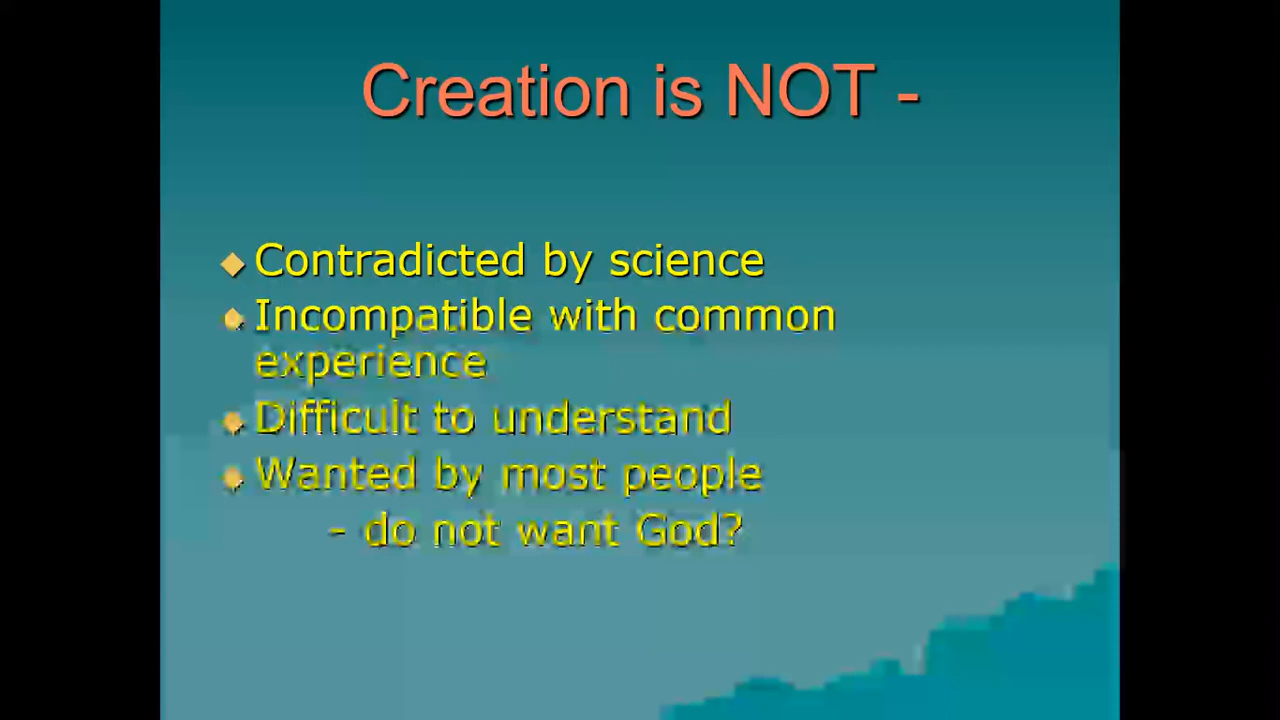 Creation is NOT -
Contradicted by science
Incompatible with common
experience
Difficult to understand
Wanted by most people
- do not want God?